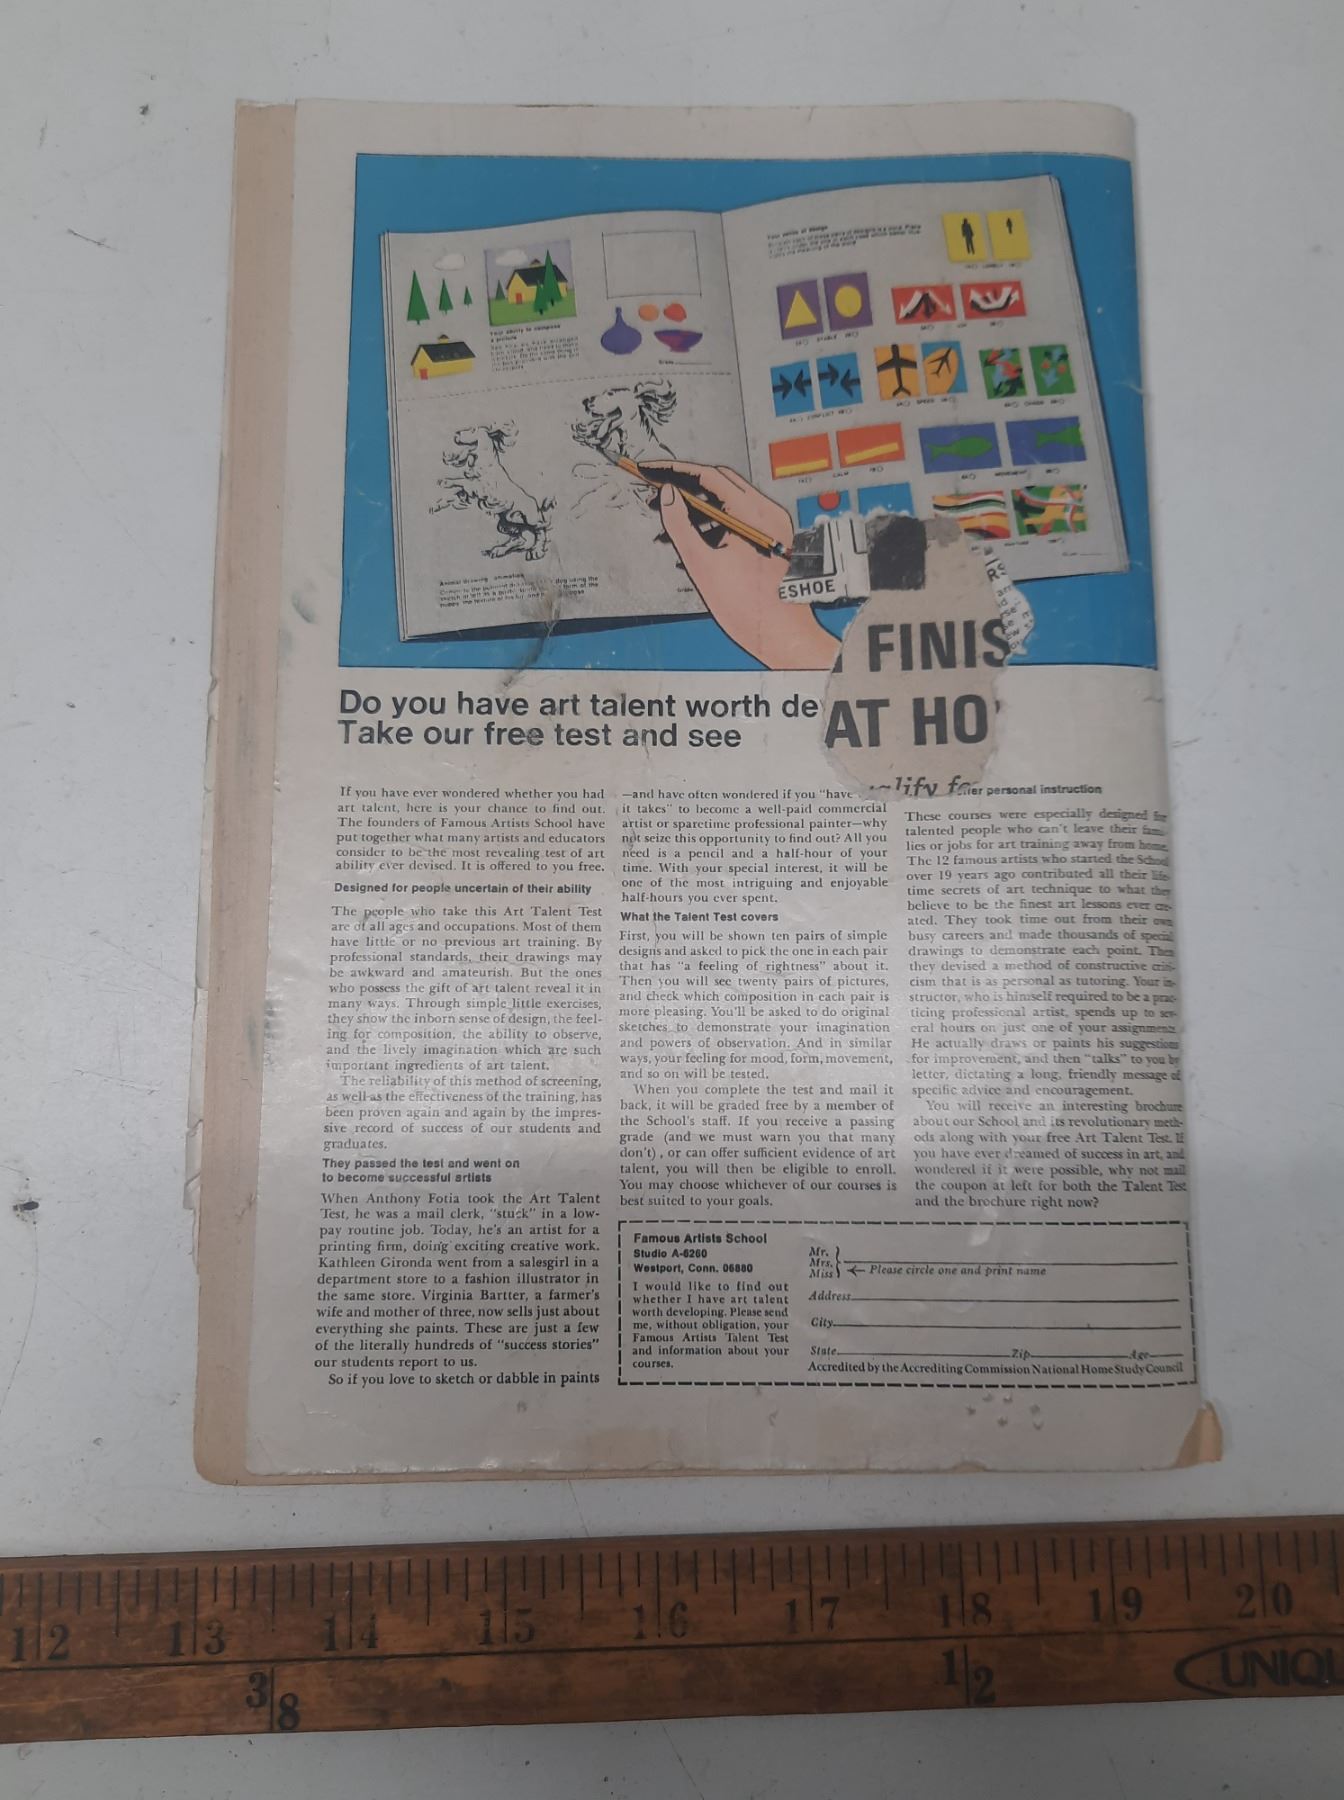 Your sense of design
Your ability to compose
a picture
Animal drawing animation
ESHOE
FINIS
AT HO
Do you have art talent worth de
Take our free test and see
If you have ever wondered whether you had
art talent, here is your chance to find out.
The founders of Famous Artists School have
put together what many artists and educators
consider to be the most revealing test of art
ability ever devised. It is offered to you free.
Designed for people uncertain of their ability
The people who take this Art Talent Test
are of all ages and occupations. Most of them
have little or no previous art training. By
professional standards, their drawings may
be awkward and amateurish. But the ones
who possess the gift of art talent reveal it in
many ways. Through simple little exercises,
they show the inborn sense of design, the feel-
ing for composition, the ability to observe,
and the lively imagination which are such
important ingredients of art talent.
The reliability of this method of screening,
as well as the effectiveness of the training, has
been proven again and again by the impres-
sive record of success of our students and
graduates.
They passed the test and went on
to become successful artists
When Anthony Fotia took the Art Talent
Test, he was a mail clerk, "stuck" in a low-
pay routine job. Today, he's an artist for a
printing firm, doing exciting creative work.
Kathleen Gironda went from a salesgirl in a
department store to a fashion illustrator in
the same store. Virginia Bartter, a farmer's
wife and mother of three, now sells just about
everything she paints. These are just a few
of the literally hundreds of "success stories"
our students report to us.
So if you love to sketch or dabble in paints
—and have often wondered if you "have
it takes" to become a well-paid commercial
artist or sparetime professional painter—why
not seize this opportunity to find out? All you
need is a pencil and a half-hour of your
time. With your special interest, it will be
one of the most intriguing and enjoyable
half-hours you ever spent.
What the Talent Test covers
First, you will be shown ten pairs of simple
designs and asked to pick the one in each pair
that has "a feeling of rightness" about it.
Then you will see twenty pairs of pictures,
and check which composition in each pair is
more pleasing. You'll be asked to do original
sketches to demonstrate your imagination
and powers of observation. And in similar
ways, your feeling for mood, form, movement,
and so on will be tested.
When you complete the test and mail it
back, it will be graded free by a member of
the School's staff. If you receive a passing
grade (and we must warn you that many
don't), or can offer sufficient evidence of art
talent, you will then be eligible to enroll.
You may choose whichever of our courses is
best suited to your goals.
alify fo
er personal instruction
These courses were especially designed for
talented people who can't leave their fami-
lies or jobs for art training away from home.
The 12 famous artists who started the School
over 19 years ago contributed all their life-
time secrets of art technique to what they
believe to be the finest art lessons ever cre-
ated. They took time out from their own
busy careers and made thousands of special
drawings to demonstrate each point. Then
they devised a method of constructive criti-
cism that is as personal as tutoring. Your in-
structor, who is himself required to be a prac-
ticing professional artist, spends up to sev-
eral hours on just one of your assignments.
He actually draws or paints his suggestions
for improvement, and then "talks" to you by
letter, dictating a long, friendly message of
specific advice and encouragement.
You will receive an interesting brochure
about our School and its revolutionary meth-
ods along with your free Art Talent Test. If
you have ever dreamed of success in art, and
wondered if it were possible, why not mail
the coupon at left for both the Talent Test
and the brochure right now?
Famous Artists School
Studio A-6260
Westport, Conn. 06880
I would like to find out
whether I have art talent
worth developing. Please send
me, without obligation, your
Famous Artists Talent Test
and information about your
courses.
Mr.
Mrs.
Miss
Please circle one and print name
Address
City
State Zip Age
Accredited by the Accrediting Commission National Home Study Council
12 13 14 15 16 17 18 19 20
3 8 1 2
UNIQU